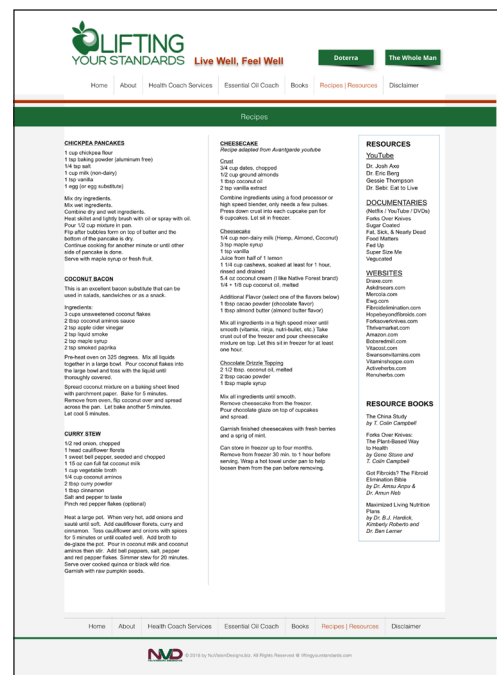 LIFTING
YOUR STANDARDS
Live Well, Feel Well
Doterra
The Whole Man
Home
About
Health Coach Services
Essential Oil Coach
Books
Recipes | Resources
Disclaimer
Recipes
CHICKPEA PANCAKES
1 cup chickpea flour
1 tsp baking powder (aluminum free)
1/4 tsp salt
1 cup milk (non-dairy)
1 tsp vanilla
1 egg (or egg substitute)
Mix dry ingredients.
Mix wet ingredients.
Combine dry and wet ingredients.
Heat skillet and lightly brush with oil or spray with oil.
Pour 1/2 cup mixture in pan.
Flip after bubbles form on top of batter and the
bottom of the pancake is dry.
Continue cooking for another minute or until other
side of pancake is done.
Serve with maple syrup or fresh fruit.
COCONUT BACON
This is an excellent bacon substitute that can be
used in salads, sandwiches or as a snack.
Ingredients:
3 cups unsweetened coconut flakes
2 tbsp coconut aminos sauce
2 tsp apple cider vinegar
2 tsp liquid smoke
2 tsp maple syrup
2 tsp smoked paprika
Pre-heat oven on 325 degrees. Mix all liquids
together in a large bowl. Pour coconut flakes into
the large bowl and toss with the liquid until
thoroughly covered.
Spread coconut mixture on a baking sheet lined
with parchment paper. Bake for 5 minutes.
Remove from oven, flip coconut over and spread
across the pan. Let bake another 5 minutes.
Let cool 5 minutes.
CURRY STEW
1/2 red onion, chopped
1 head cauliflower florets
1 sweet bell pepper, seeded and chopped
1 15 oz can full fat coconut milk
1 cup vegetable broth
1/4 cup coconut aminos
2 tbsp curry powder
1 tbsp cinnamon
Salt and pepper to taste
Pinch red pepper flakes (optional)
Heat a large pot. When very hot, add onions and
sauté until soft. Add cauliflower florets, curry and
cinnamon. Toss cauliflower and onions with spices
for 5 minutes or until coated well. Add broth to
de-glaze the pot. Pour in coconut milk and coconut
aminos then stir. Add bell peppers, salt, pepper
and red pepper flakes. Simmer stew for 20 minutes.
Serve over cooked quinoa or black wild rice.
Garnish with raw pumpkin seeds.
CHEESECAKE
Recipe adapted from Avantgarde youtube
Crust
3/4 cup dates, chopped
1/2 cup ground almonds
1 tbsp coconut oil
2 tsp vanilla extract
Combine ingredients using a food processor or
high speed blender, only needs a few pulses.
Press down crust into each cupcake pan for
8 cupcakes. Let sit in freezer.
Cheesecake
1/4 cup non-dairy milk (Hemp, Almond, Coconut)
3 tsp maple syrup
1 tsp vanilla
Juice from half of 1 lemon
1 1/4 cup cashews, soaked at least for 1 hour,
rinsed and drained
5.4 oz coconut cream (I like Native Forest brand)
1/4 + 1/8 cup coconut oil, melted
Additional Flavor (select one of the flavors below)
1 tbsp cacao powder (chocolate flavor)
1 tbsp almond butter (almond butter flavor)
Mix all ingredients in a high speed mixer until
smooth (vitamix, ninja, nutri-bullet, etc.) Take
crust out of the freezer and pour cheesecake
mixture on top. Let this sit in freezer for at least
one hour.
Chocolate Drizzle Topping
2 1/2 tbsp. coconut oil, melted
2 tbsp cacao powder
1 tbsp maple syrup
Mix all ingredients until smooth.
Remove cheesecake from the freezer.
Pour chocolate glaze on top of cupcakes
and spread.
Garnish finished cheesecakes with fresh berries
and a sprig of mint.
Can store in freezer up to four months.
Remove from freezer 30 min. to 1 hour before
serving. Wrap a hot towel under pan to help
loosen them from the pan before removing.
RESOURCES
YouTube
Dr. Josh Axe
Dr. Eric Berg
Gessie Thompson
Dr. Sebi: Eat to Live
DOCUMENTARIES
(Netflix / YouTube / DVDs)
Forks Over Knives
Sugar Coated
Fat, Sick, & Nearly Dead
Food Matters
Fed Up
Super Size Me
Vegucated
WEBSITES
Draxe.com
Askdrsears.com
Mercola.com
Ewg.com
Fibroidelimination.com
Hopebeyondfibroids.com
Forksoverknives.com
Thrivemarket.com
Amazon.com
Bobsredmill.com
Vitacost.com
Swansonvitamins.com
Vitaminshoppe.com
Activeherbs.com
Renuherbs.com
RESOURCE BOOKS
The China Study
by T. Colin Campbell
Forks Over Knives:
The Plant-Based Way
to Health
by Gene Stone and
T. Colin Campbell
Got Fibroids? The Fibroid
Elimination Bible
by Dr. Amsu Anpu &
Dr. Amun Neb
Maximized Living Nutrition
Plans
by Dr. B.J. Hardick,
Kimberly Roberto and
Dr. Ben Lerner
Home
About
Health Coach Services
Essential Oil Coach
Books
Recipes | Resources
Disclaimer
NVD
© 2018 by NuVisionDesigns.biz. All Rights Reserved @ liftingyourstandards.com